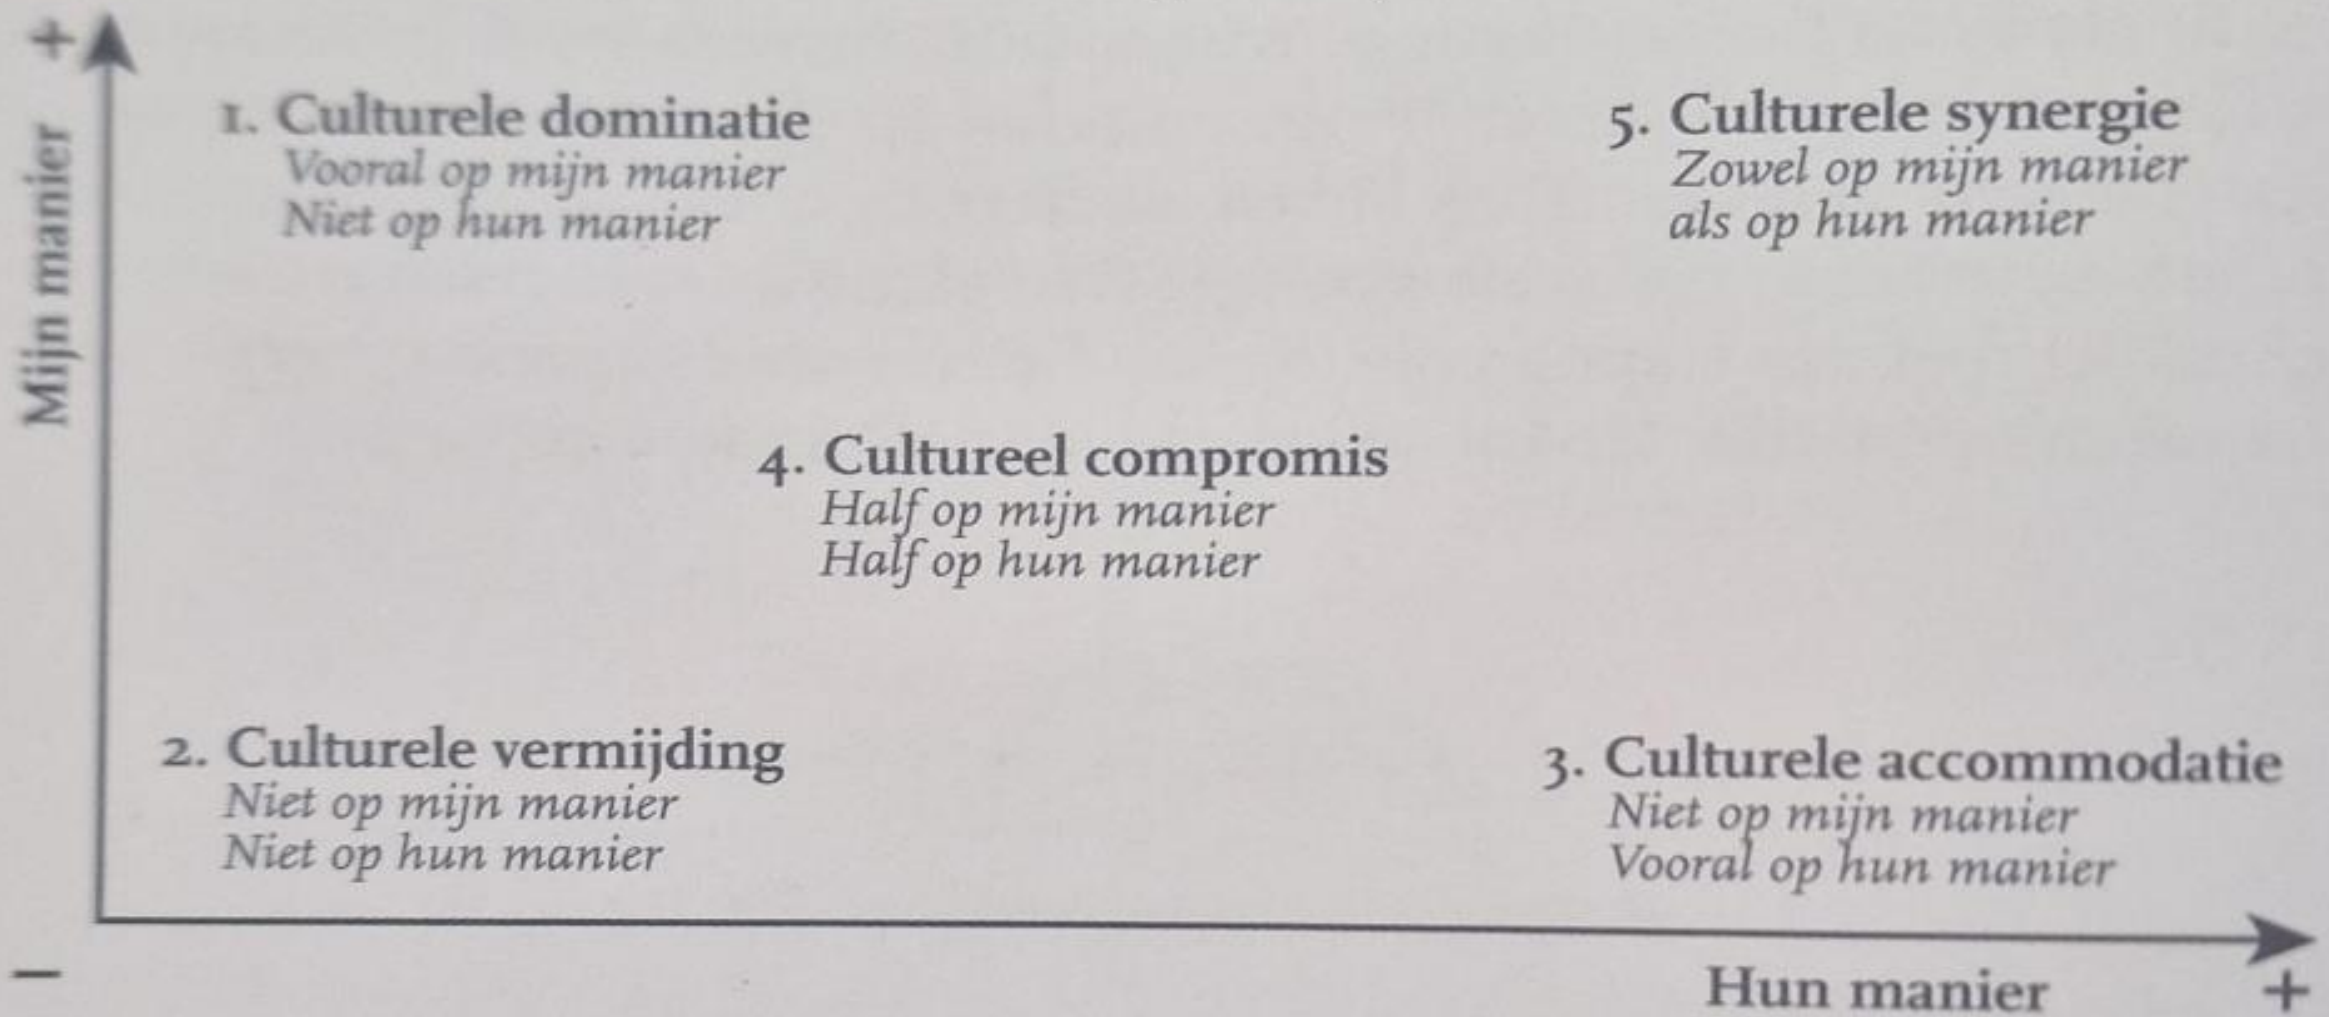 +
Mijn manier
1. Culturele dominatie
Vooral op mijn manier
Niet op hun manier
5. Culturele synergie
Zowel op mijn manier
als op hun manier
4. Cultureel compromis
Half op mijn manier
Half op hun manier
2. Culturele vermijding
Niet op mijn manier
Niet op hun manier
3. Culturele accommodatie
Niet op mijn manier
Vooral op hun manier
–
Hun manier +